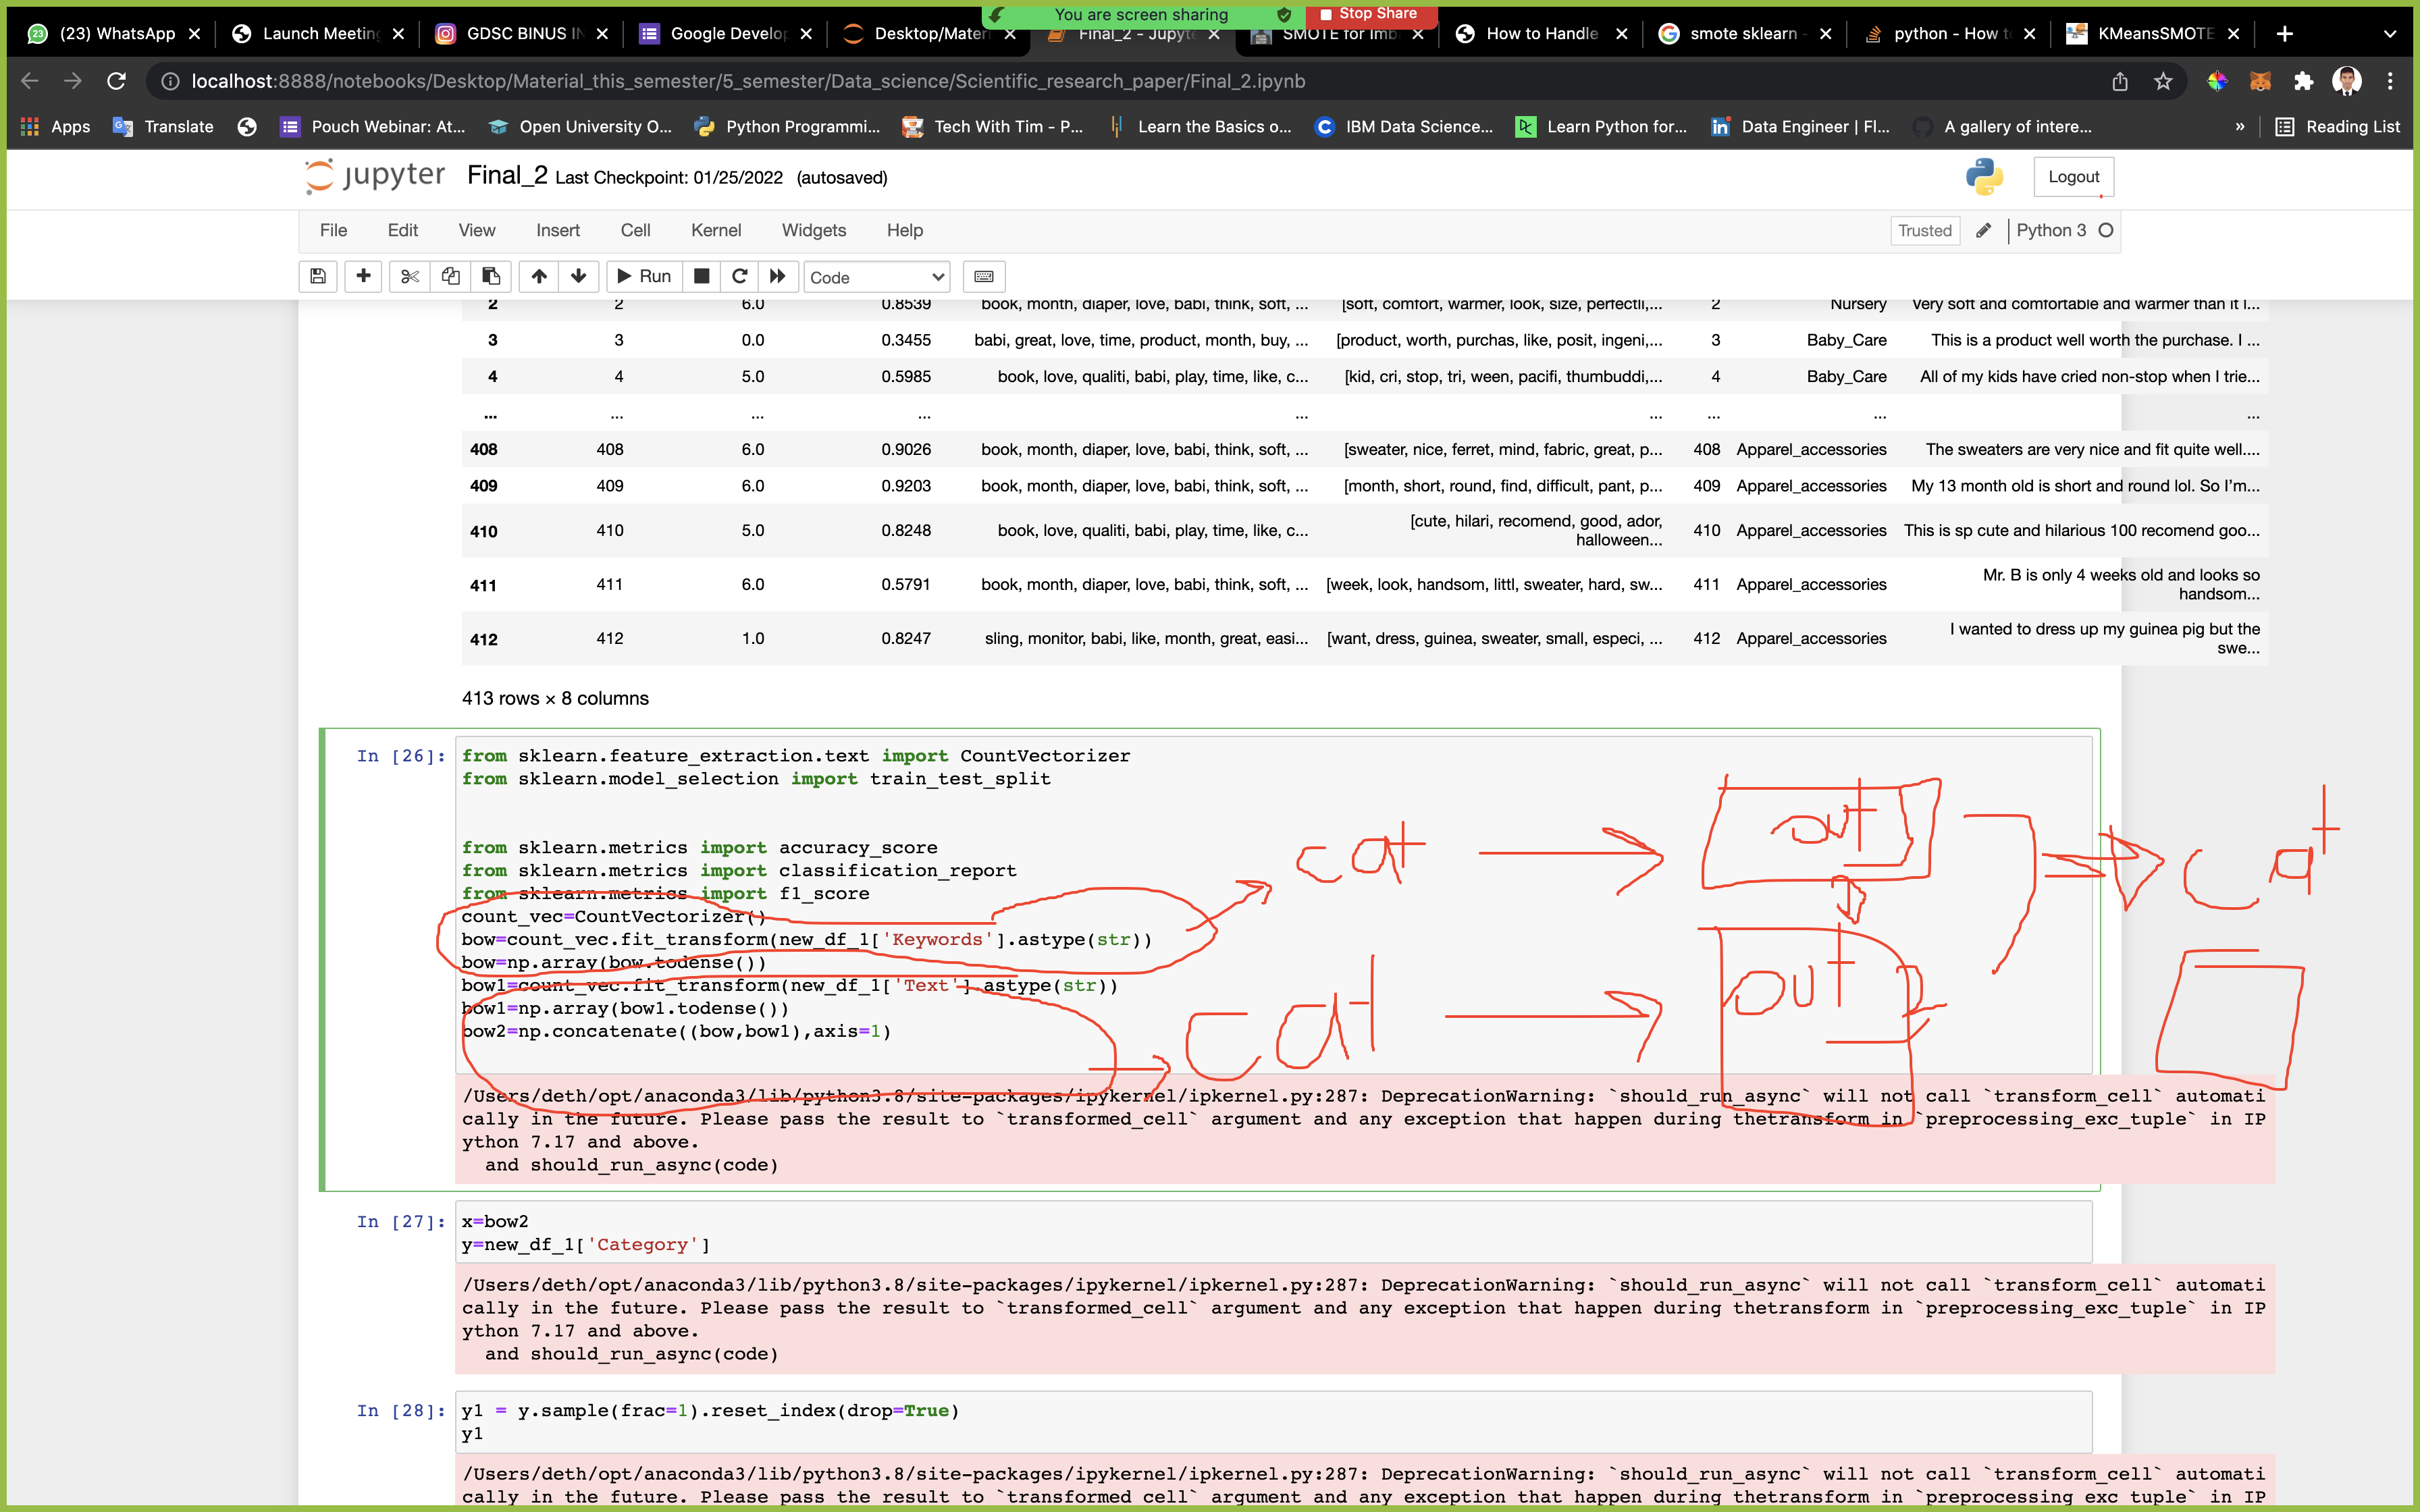 You are screen sharing Stop Share
(23) WhatsApp Launch Meeting GDSC BINUS IN Google Develop Desktop/Materi Final_2 - Jupyte SMOTE for Imb How to Handle smote sklearn - python - How to KMeansSMOTE
localhost:8888/notebooks/Desktop/Material_this_semester/5_semester/Data_science/Scientific_research_paper/Final_2.ipynb
Apps Translate Pouch Webinar: At... Open University O... Python Programmi... Tech With Tim - P... Learn the Basics o... IBM Data Science... Learn Python for... Data Engineer | Fl... A gallery of intere... » Reading List
jupyter Final_2 Last Checkpoint: 01/25/2022 (autosaved) Logout
File Edit View Insert Cell Kernel Widgets Help Trusted Python 3
Run Code
2 2 6.0 0.8539 book, month, diaper, love, babi, think, soft, ... [soft, comfort, warmer, look, size, perfectli,... 2 Nursery Very soft and comfortable and warmer than it l...
3 3 0.0 0.3455 babi, great, love, time, product, month, buy, ... [product, worth, purchas, like, posit, ingeni,... 3 Baby_Care This is a product well worth the purchase. I ...
4 4 5.0 0.5985 book, love, qualiti, babi, play, time, like, c... [kid, cri, stop, tri, ween, pacifi, thumbuddi,... 4 Baby_Care All of my kids have cried non-stop when I trie...
... ... ... ... ... ... ... ... ...
408 408 6.0 0.9026 book, month, diaper, love, babi, think, soft, ... [sweater, nice, ferret, mind, fabric, great, p... 408 Apparel_accessories The sweaters are very nice and fit quite well....
409 409 6.0 0.9203 book, month, diaper, love, babi, think, soft, ... [month, short, round, find, difficult, pant, p... 409 Apparel_accessories My 13 month old is short and round lol. So I'm...
410 410 5.0 0.8248 book, love, qualiti, babi, play, time, like, c... [cute, hilari, recomend, good, ador, halloween... 410 Apparel_accessories This is sp cute and hilarious 100 recomend goo...
411 411 6.0 0.5791 book, month, diaper, love, babi, think, soft, ... [week, look, handsom, littl, sweater, hard, sw... 411 Apparel_accessories Mr. B is only 4 weeks old and looks so handsom...
412 412 1.0 0.8247 sling, monitor, babi, like, month, great, easi... [want, dress, guinea, sweater, small, especi, ... 412 Apparel_accessories I wanted to dress up my guinea pig but the swe...
413 rows × 8 columns
In [26]: from sklearn.feature_extraction.text import CountVectorizer
from sklearn.model_selection import train_test_split
from sklearn.metrics import accuracy_score
from sklearn.metrics import classification_report
from sklearn.metrics import f1_score
count_vec=CountVectorizer()
bow=count_vec.fit_transform(new_df_1['Keywords'].astype(str))
bow=np.array(bow.todense())
bow1=count_vec.fit_transform(new_df_1['Text'].astype(str))
bow1=np.array(bow1.todense())
bow2=np.concatenate((bow,bow1),axis=1)
cat out cat
cat out 2
/Users/deth/opt/anaconda3/lib/python3.8/site-packages/ipykernel/ipkernel.py:287: DeprecationWarning: `should_run_async` will not call `transform_cell` automati
cally in the future. Please pass the result to `transformed_cell` argument and any exception that happen during thetransform in `preprocessing_exc_tuple` in IP
ython 7.17 and above.
and should_run_async(code)
In [27]: x=bow2
y=new_df_1['Category']
/Users/deth/opt/anaconda3/lib/python3.8/site-packages/ipykernel/ipkernel.py:287: DeprecationWarning: `should_run_async` will not call `transform_cell` automati
cally in the future. Please pass the result to `transformed_cell` argument and any exception that happen during thetransform in `preprocessing_exc_tuple` in IP
ython 7.17 and above.
and should_run_async(code)
In [28]: y1 = y.sample(frac=1).reset_index(drop=True)
y1
/Users/deth/opt/anaconda3/lib/python3.8/site-packages/ipykernel/ipkernel.py:287: DeprecationWarning: `should_run_async` will not call `transform_cell` automati
cally in the future. Please pass the result to `transformed_cell` argument and any exception that happen during thetransform in `preprocessing_exc_tuple` in IP